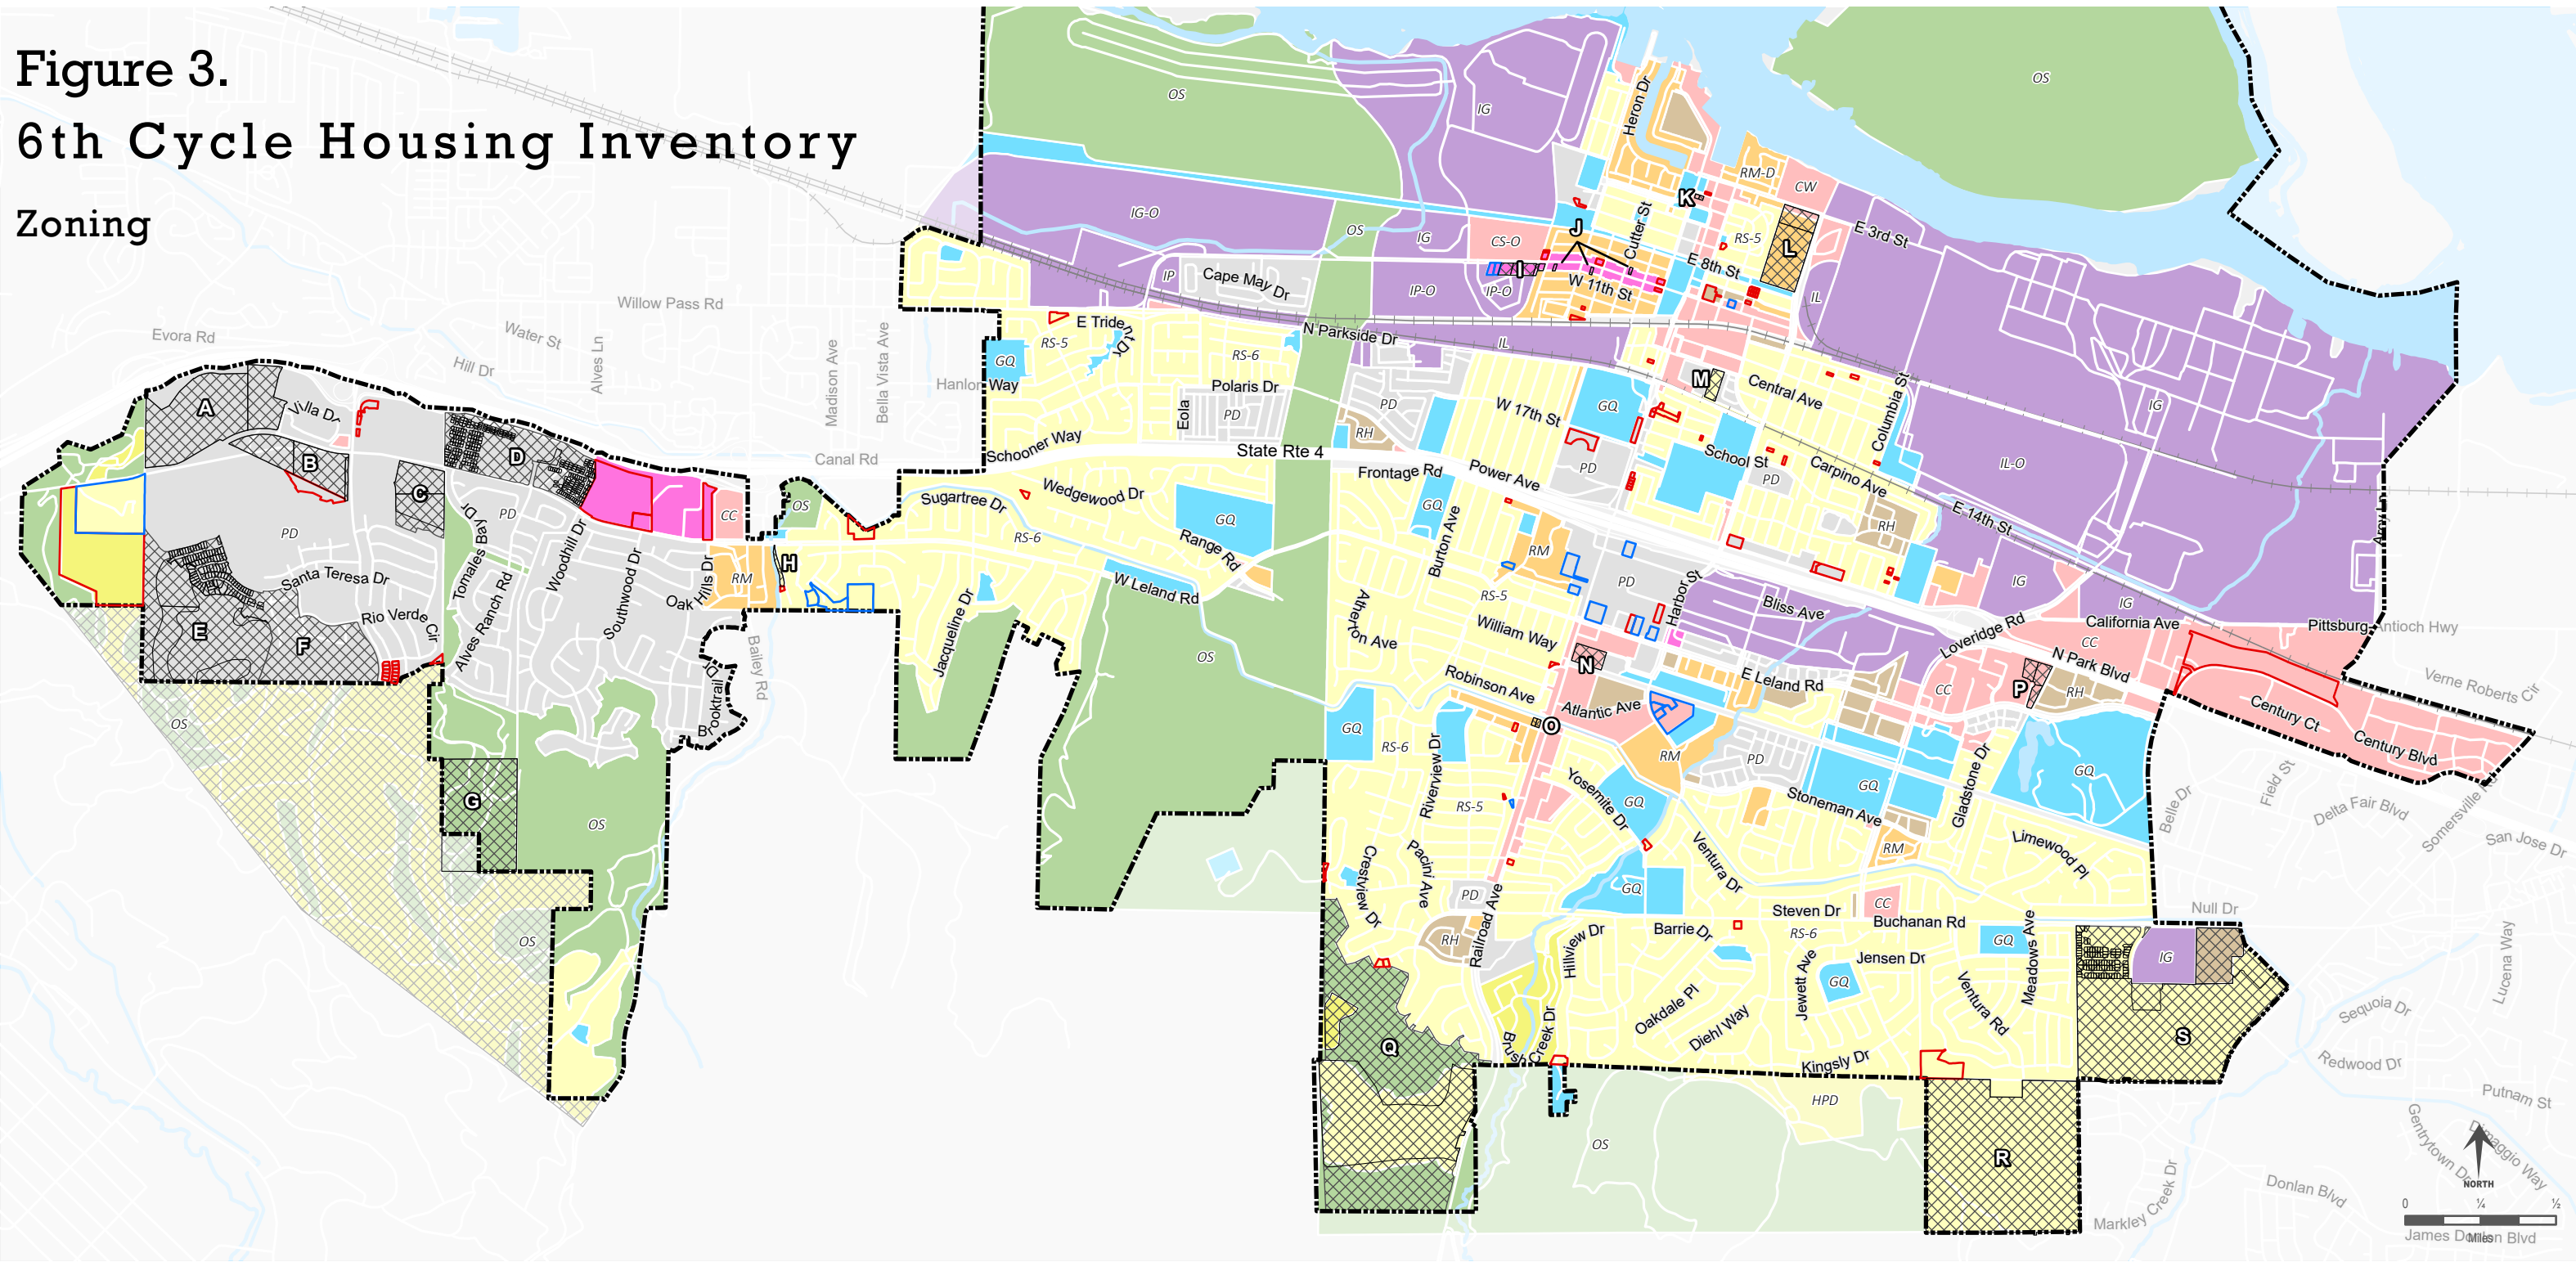 Figure 3.
6th Cycle Housing Inventory
Zoning
OS
OS
IG
Heron Dr
RM-D
CW
K
IG-O
OS
IG
CS-O
J
Cutter St
RS-5
L
E 3rd St
E 8th St
IP
Cape May Dr
IP-O
IP-O
I
W 11th St
IL
Willow Pass Rd
Evora Rd
Water St
Hill Dr
Alves Ln
Madison Ave
Bella Vista Ave
E Trident Dr
RS-5
GQ
RS-6
N Parkside Dr
IL
Hanlon Way
Polaris Dr
Eola
PD
PD
RH
W 17th St
GQ
M
Central Ave
Columbia St
IG
IL-O
A
Villa Dr
B
C
D
PD
PD
CC
OS
Canal Rd
Schooner Way
State Rte 4
Frontage Rd
Power Ave
PD
School St
PD
Carpino Ave
RH
E 14th St
Sugartree Dr
Wedgewood Dr
GQ
Range Rd
RS-6
GQ
Burton Ave
RM
PD
Harbor St
Bliss Ave
IG
IG
Loveridge Rd
California Ave
CC
Pittsburg-Antioch Hwy
N Park Blvd
Tomales Bay Dr
Woodhill Dr
Southwood Dr
Santa Teresa Dr
Rio Verde Cir
Alves Ranch Rd
Oak Hills Dr
RM
H
Bailey Rd
Brooktrail Dr
Jacqueline Dr
W Leland Rd
OS
Atherton Ave
RS-5
William Way
N
Robinson Ave
E Leland Rd
Atlantic Ave
O
CC
P
RH
Century Ct
Century Blvd
Verne Roberts Cir
E
F
OS
G
OS
OS
GQ
RS-6
Riverview Dr
RS-5
RM
PD
GQ
GQ
Yosemite Dr
GQ
Stoneman Ave
Gladstone Dr
RM
Limewood Pl
Belle Dr
Field St
Delta Fair Blvd
Somersville Rd
San Jose Dr
Crestview Dr
Pacini Ave
PD
RH
Railroad Ave
GQ
Ventura Dr
Steven Dr
CC
Buchanan Rd
Null Dr
Barrie Dr
RS-6
Hillview Dr
Jensen Dr
Jewett Ave
GQ
GQ
Meadows Ave
Ventura Rd
IG
S
Lucena Way
Sequoia Dr
Redwood Dr
Putnam St
Oakdale Pl
Diehl Way
Brush Creek Dr
Kingsly Dr
Q
OS
HPD
R
Gentrytown Dr
Dimaggio Way
Donlan Blvd
Markley Creek Dr
James Donlon Blvd
NORTH
0 ¼ ½
Miles